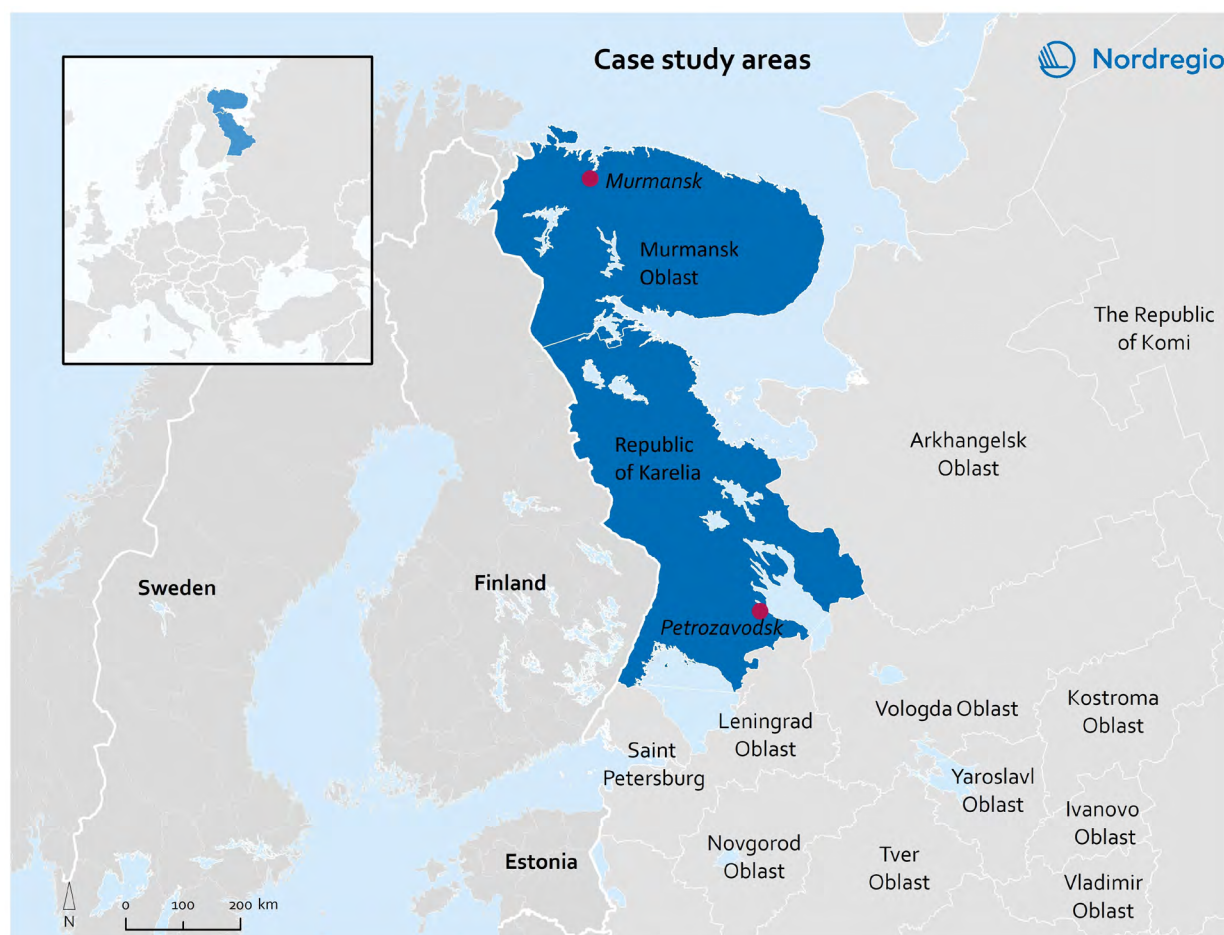 Case study areas
Nordregio
Murmansk
Murmansk
Oblast
The Republic
of Komi
Republic
of Karelia
Arkhangelsk
Oblast
Sweden
Finland
Petrozavodsk
Leningrad
Oblast
Vologda Oblast
Kostroma
Oblast
Saint
Petersburg
Yaroslavl
Oblast
Ivanovo
Oblast
Estonia
Novgorod
Oblast
Tver
Oblast
Vladimir
Oblast
N
0 100 200 km